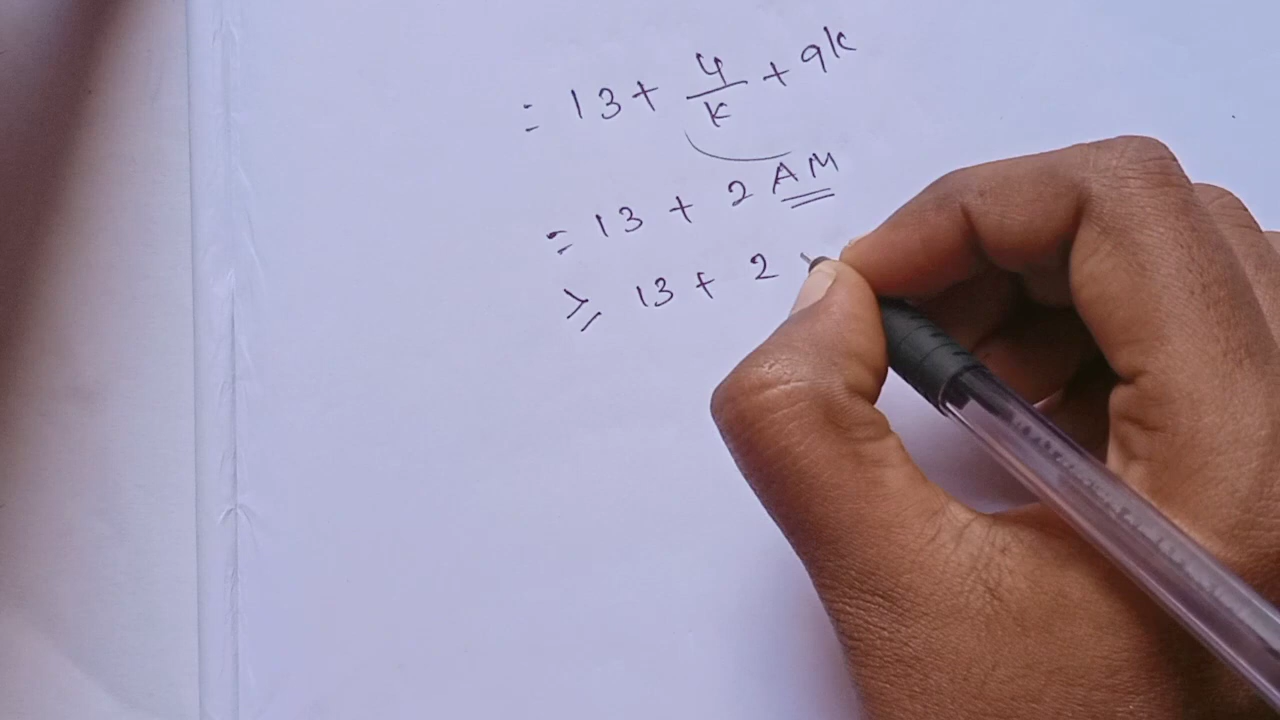 = 13 + 4/k + 9k
= 13 + 2 AM
≥ 13 + 2